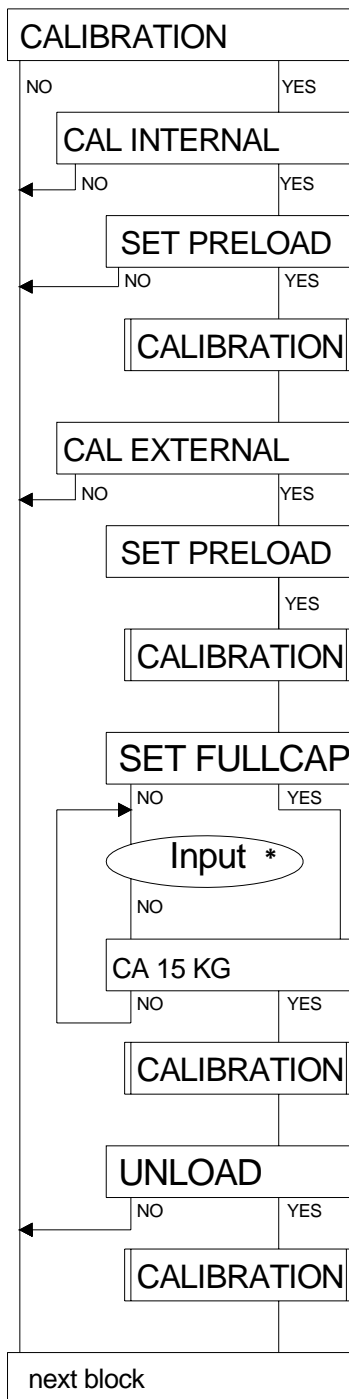 CALIBRATION
NO YES
CAL INTERNAL
NO YES
SET PRELOAD
NO YES
CALIBRATION
CAL EXTERNAL
NO YES
SET PRELOAD
YES
CALIBRATION
SET FULLCAP
NO YES
Input *
NO
CA 15 KG
NO YES
CALIBRATION
UNLOAD
NO YES
CALIBRATION
next block